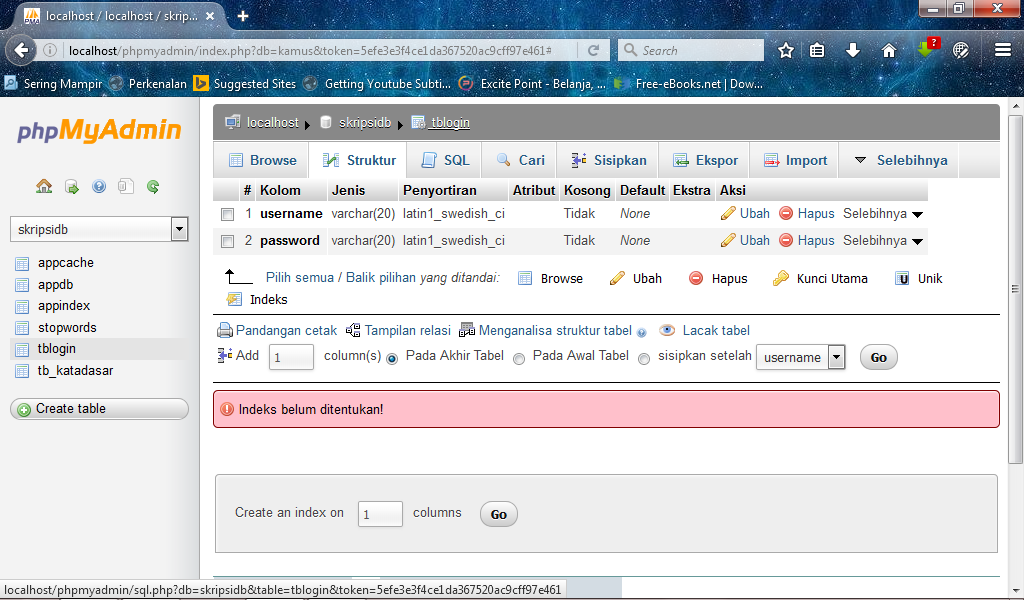 localhost / localhost / skrip...
localhost/phpmyadmin/index.php?db=kamus&token=5efe3e3f4ce1da367520ac9cff97e461#
Search
?
Sering Mampir
Perkenalan
Suggested Sites
Getting Youtube Subti...
Excite Point - Belanja, ...
Free-eBooks.net | Dow...
phpMyAdmin
skripsidb
appcache
appdb
appindex
stopwords
tblogin
tb_katadasar
Create table
localhost skripsidb tblogin
Browse Struktur SQL Cari Sisipkan Ekspor Import Selebihnya
# Kolom Jenis Penyortiran Atribut Kosong Default Ekstra Aksi
1 username varchar(20) latin1_swedish_ci Tidak None Ubah Hapus Selebihnya
2 password varchar(20) latin1_swedish_ci Tidak None Ubah Hapus Selebihnya
Pilih semua / Balik pilihan yang ditandai: Browse Ubah Hapus Kunci Utama Unik
Indeks
Pandangan cetak Tampilan relasi Menganalisa struktur tabel Lacak tabel
Add 1 column(s) Pada Akhir Tabel Pada Awal Tabel sisipkan setelah username Go
Indeks belum ditentukan!
Create an index on 1 columns Go
localhost/phpmyadmin/sql.php?db=skripsidb&table=tblogin&token=5efe3e3f4ce1da367520ac9cff97e461